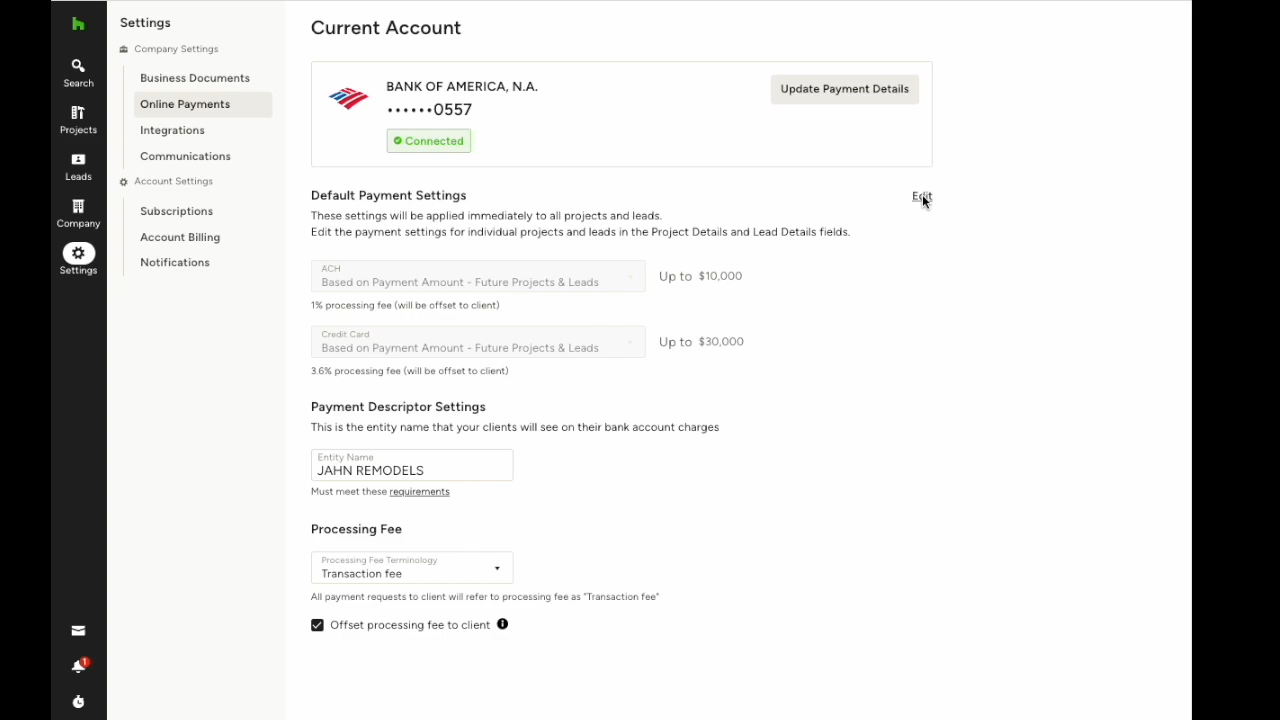 Settings
Company Settings
Business Documents
Online Payments
Integrations
Communications
Account Settings
Subscriptions
Account Billing
Notifications
Search
Projects
Leads
Company
Settings
1
Current Account
BANK OF AMERICA, N.A.
••••••0557
Connected
Update Payment Details
Default Payment Settings
Edit
These settings will be applied immediately to all projects and leads.
Edit the payment settings for individual projects and leads in the Project Details and Lead Details fields.
ACH
Based on Payment Amount - Future Projects & Leads
Up to $10,000
1% processing fee (will be offset to client)
Credit Card
Based on Payment Amount - Future Projects & Leads
Up to $30,000
3.6% processing fee (will be offset to client)
Payment Descriptor Settings
This is the entity name that your clients will see on their bank account charges
Entity Name
JAHN REMODELS
Must meet these requirements
Processing Fee
Processing Fee Terminology
Transaction fee
All payment requests to client will refer to processing fee as "Transaction fee"
Offset processing fee to client